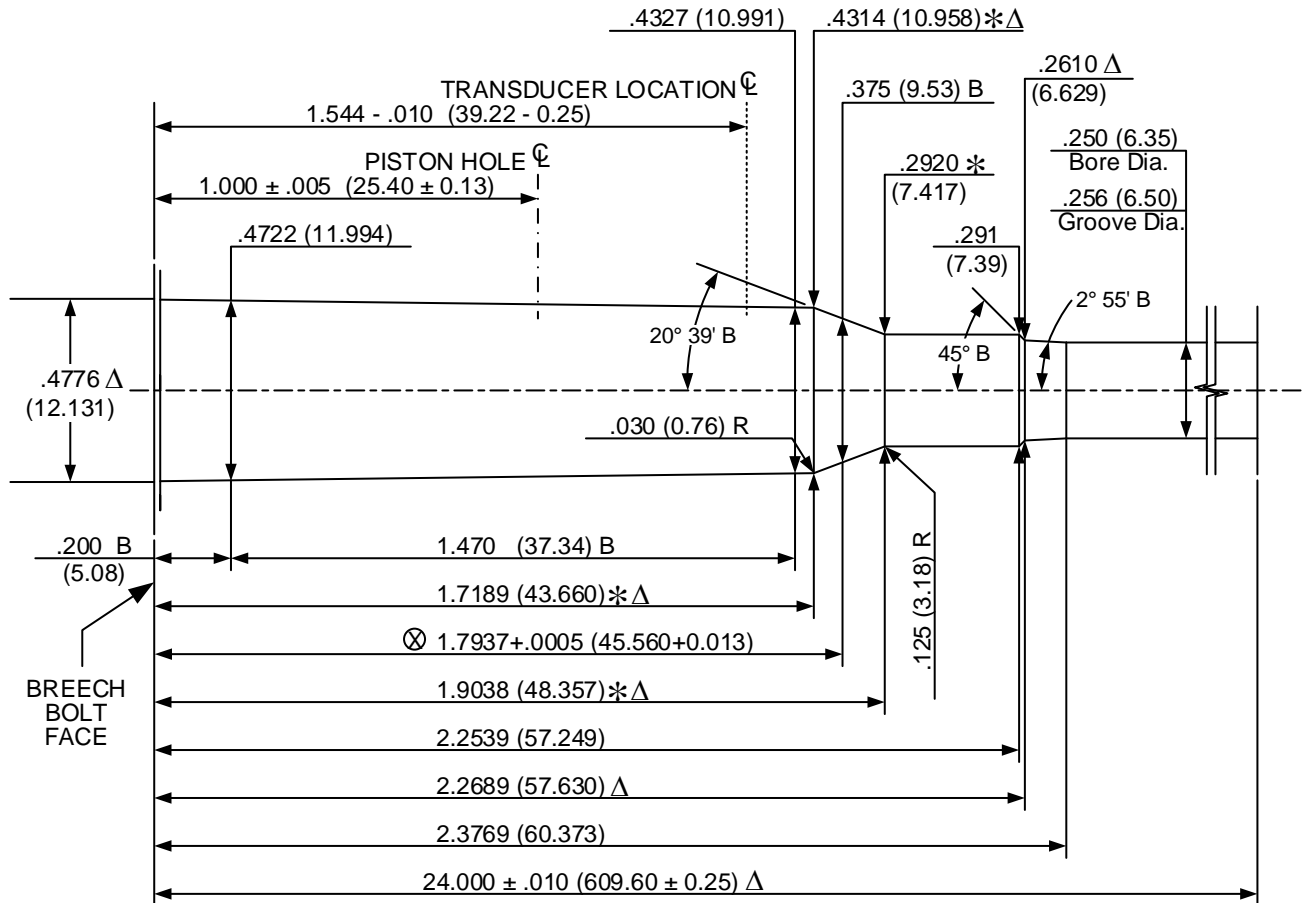 .4327 (10.991)
.4314 (10.958)✻Δ
.2610 Δ
(6.629)
TRANSDUCER LOCATION ℄
.375 (9.53) B
1.544 - .010 (39.22 - 0.25)
.250 (6.35)
Bore Dia.
PISTON HOLE ℄
.2920 ✻
(7.417)
1.000 ± .005 (25.40 ± 0.13)
.256 (6.50)
Groove Dia.
.4722 (11.994)
.291
(7.39)
2° 55' B
20° 39' B
45° B
.4776 Δ
(12.131)
.030 (0.76) R
.200 B
(5.08)
1.470 (37.34) B
.125 (3.18) R
1.7189 (43.660)✻Δ
⊗ 1.7937+.0005 (45.560+0.013)
BREECH
BOLT
FACE
1.9038 (48.357)✻Δ
2.2539 (57.249)
2.2689 (57.630) Δ
2.3769 (60.373)
24.000 ± .010 (609.60 ± 0.25) Δ